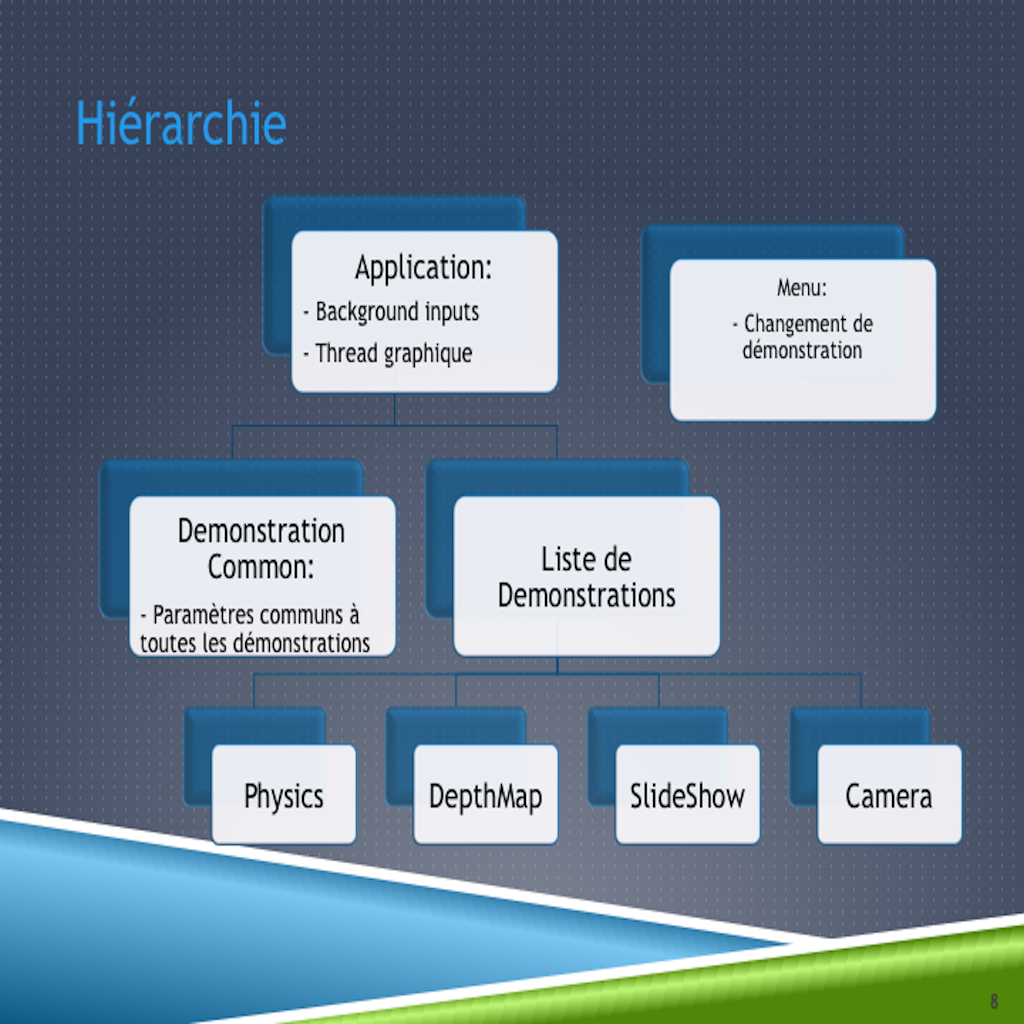 Hiérarchie
Application:
- Background inputs
- Thread graphique
Menu:
- Changement de
démonstration
Demonstration
Common:
- Paramètres communs à
toutes les démonstrations
Liste de
Demonstrations
Physics
DepthMap
SlideShow
Camera
8